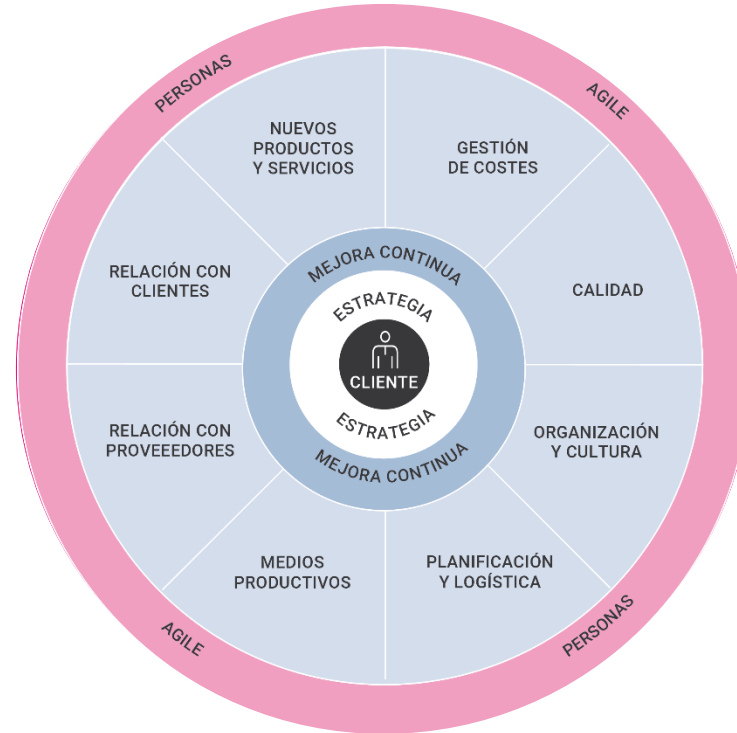 PERSONAS
AGILE
NUEVOS
PRODUCTOS
Y SERVICIOS
GESTIÓN
DE COSTES
RELACIÓN CON
CLIENTES
CALIDAD
MEJORA CONTINUA
ESTRATEGIA
CLIENTE
ESTRATEGIA
MEJORA CONTINUA
RELACIÓN CON
PROVEEEDORES
ORGANIZACIÓN
Y CULTURA
MEDIOS
PRODUCTIVOS
PLANIFICACIÓN
Y LOGÍSTICA
AGILE
PERSONAS